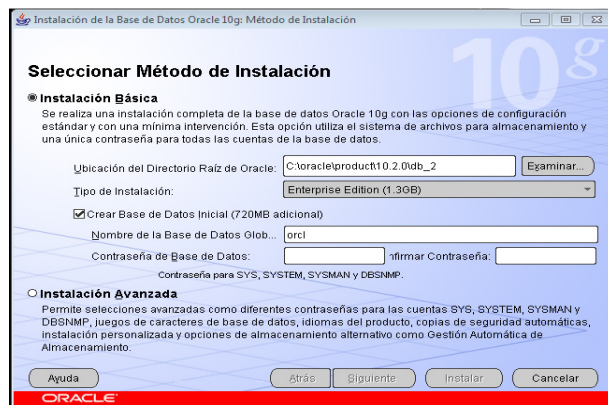 Instalación de la Base de Datos Oracle 10g: Método de Instalación
10g
Seleccionar Método de Instalación
Instalación Básica
Se realiza una instalación completa de la base de datos Oracle 10g con las opciones de configuración
estándar y con una mínima intervención. Esta opción utiliza el sistema de archivos para almacenamiento y
una única contraseña para todas las cuentas de la base de datos.
Ubicación del Directorio Raíz de Oracle: C:\oracle\product\10.2.0\db_2 Examinar...
Tipo de Instalación: Enterprise Edition (1.3GB)
Crear Base de Datos Inicial (720MB adicional)
Nombre de la Base de Datos Glob... orcl
Contraseña de Base de Datos: nfirmar Contraseña:
Contraseña para SYS, SYSTEM, SYSMAN y DBSNMP.
Instalación Avanzada
Permite selecciones avanzadas como diferentes contraseñas para las cuentas SYS, SYSTEM, SYSMAN y
DBSNMP, juegos de caracteres de base de datos, idiomas del producto, copias de seguridad automáticas,
instalación personalizada y opciones de almacenamiento alternativo como Gestión Automática de
Almacenamiento.
Ayuda Atrás Siguiente Instalar Cancelar
ORACLE